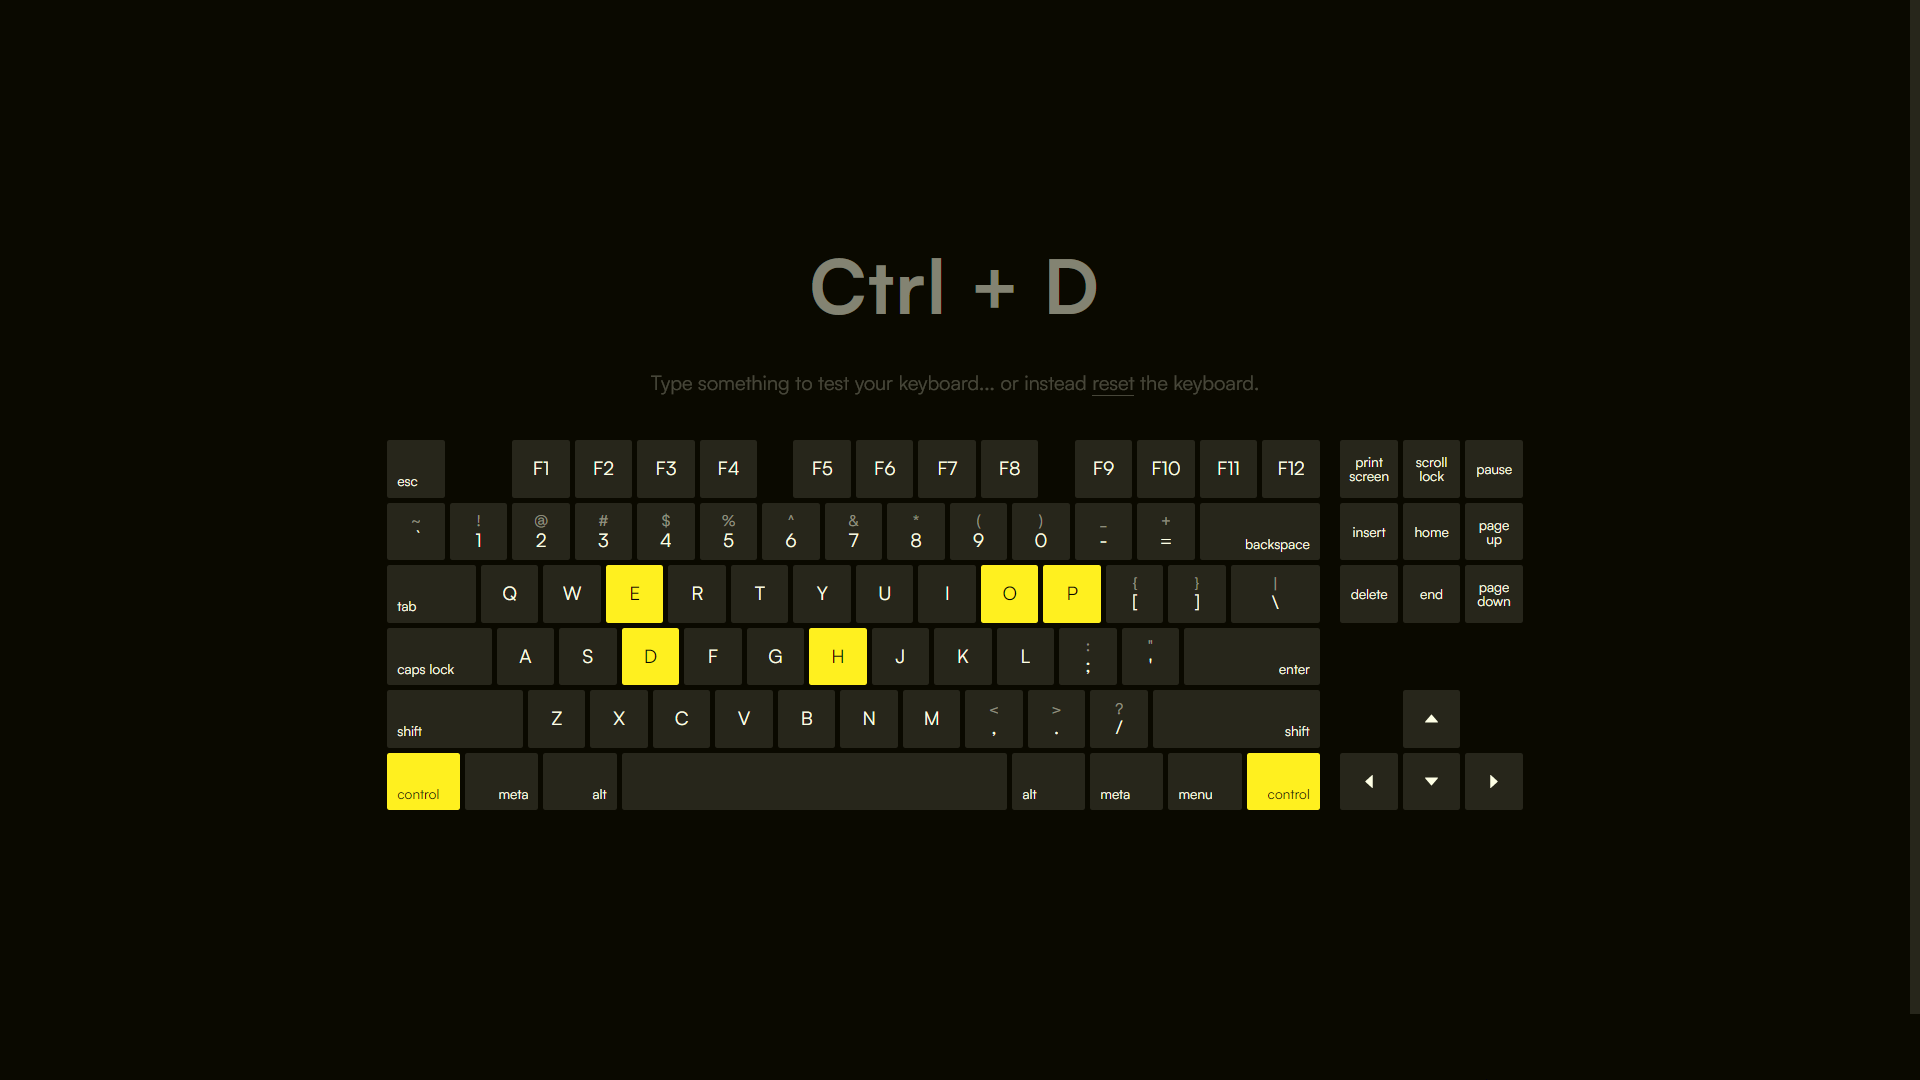 Ctrl + D
Type something to test your keyboard... or instead reset the keyboard.
esc F1 F2 F3 F4 F5 F6 F7 F8 F9 F10 F11 F12 print screen scroll lock pause
~ ` ! 1 @ 2 # 3 $ 4 % 5 ^ 6 & 7 * 8 ( 9 ) 0 _ - + = backspace insert home page up
tab Q W E R T Y U I O P { [ } ] | \ delete end page down
caps lock A S D F G H J K L : ; " ' enter
shift Z X C V B N M < , > . ? / shift ▲
control meta alt alt meta menu control ◀ ▼ ▶